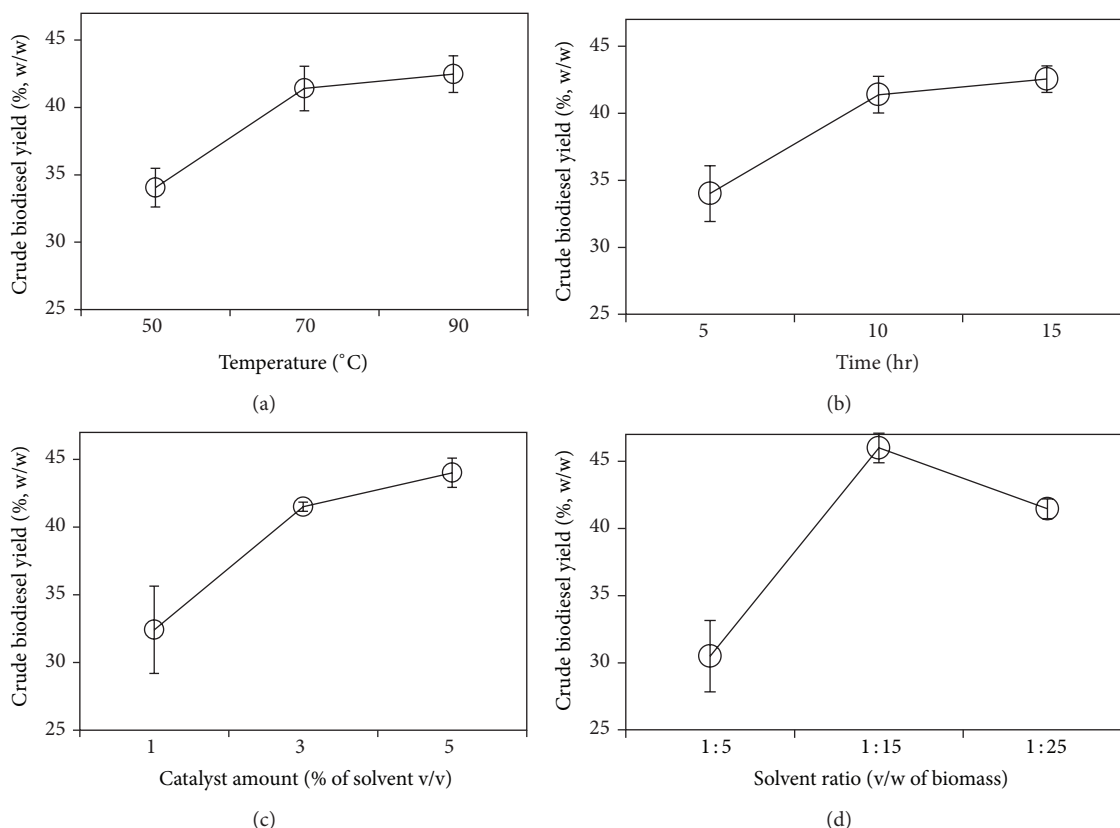 Crude biodiesel yield (%, w/w)
45
40
35
30
25
50 70 90
Temperature (°C)
(a)
Crude biodiesel yield (%, w/w)
45
40
35
30
25
5 10 15
Time (hr)
(b)
Crude biodiesel yield (%, w/w)
45
40
35
30
25
1 3 5
Catalyst amount (% of solvent v/v)
(c)
Crude biodiesel yield (%, w/w)
45
40
35
30
25
1 : 5 1 : 15 1 : 25
Solvent ratio (v/w of biomass)
(d)